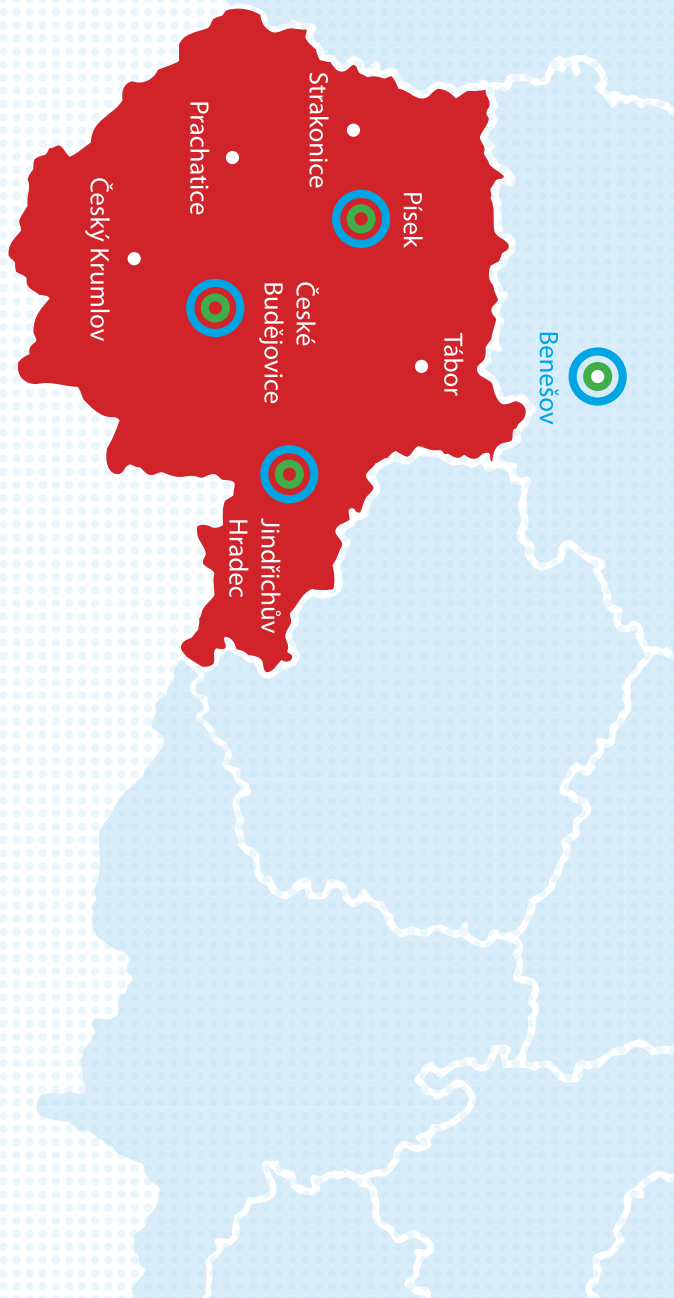 Benešov
Tábor
Písek
Strakonice
České
Budějovice
Jindřichův
Hradec
Prachatice
Český Krumlov